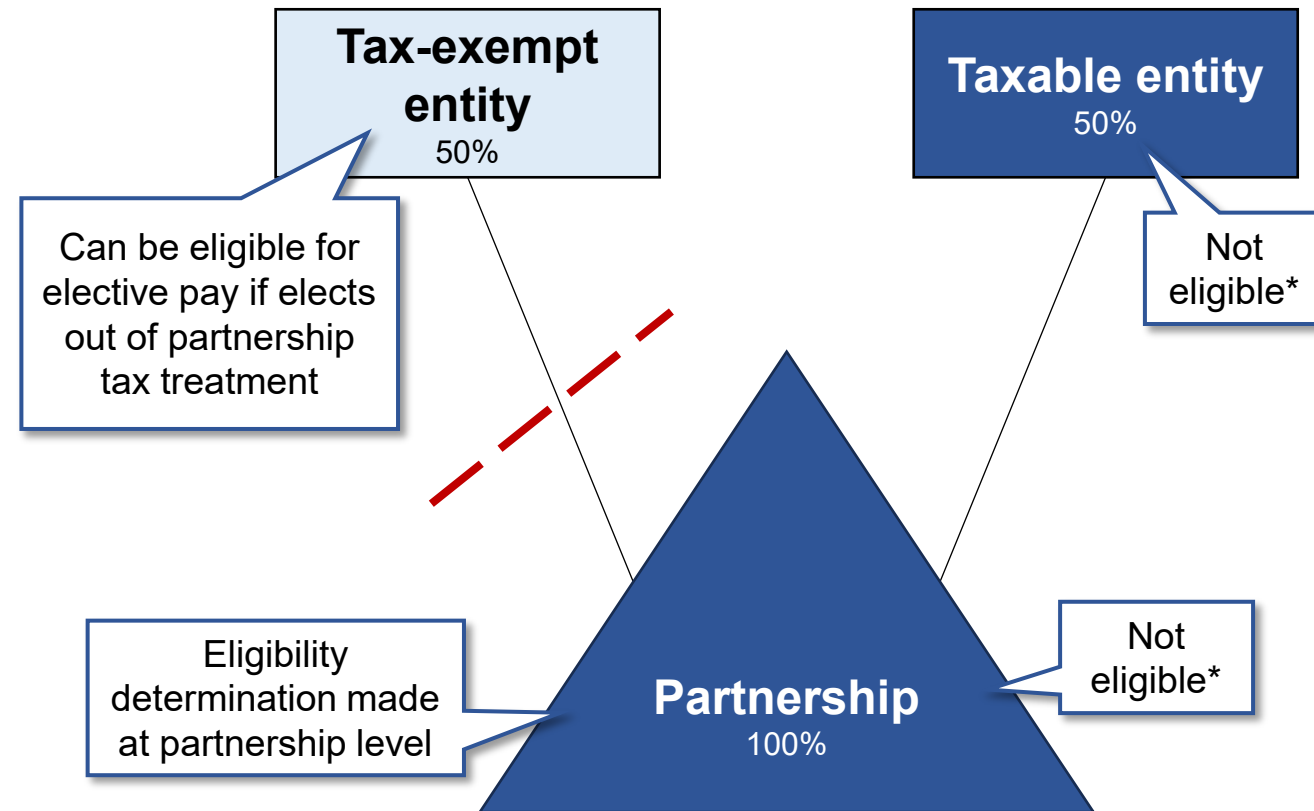 Tax-exempt
entity
50%
Taxable entity
50%
Can be eligible for
elective pay if elects
out of partnership
tax treatment
Not
eligible*
Eligibility
determination made
at partnership level
Partnership
100%
Not
eligible*